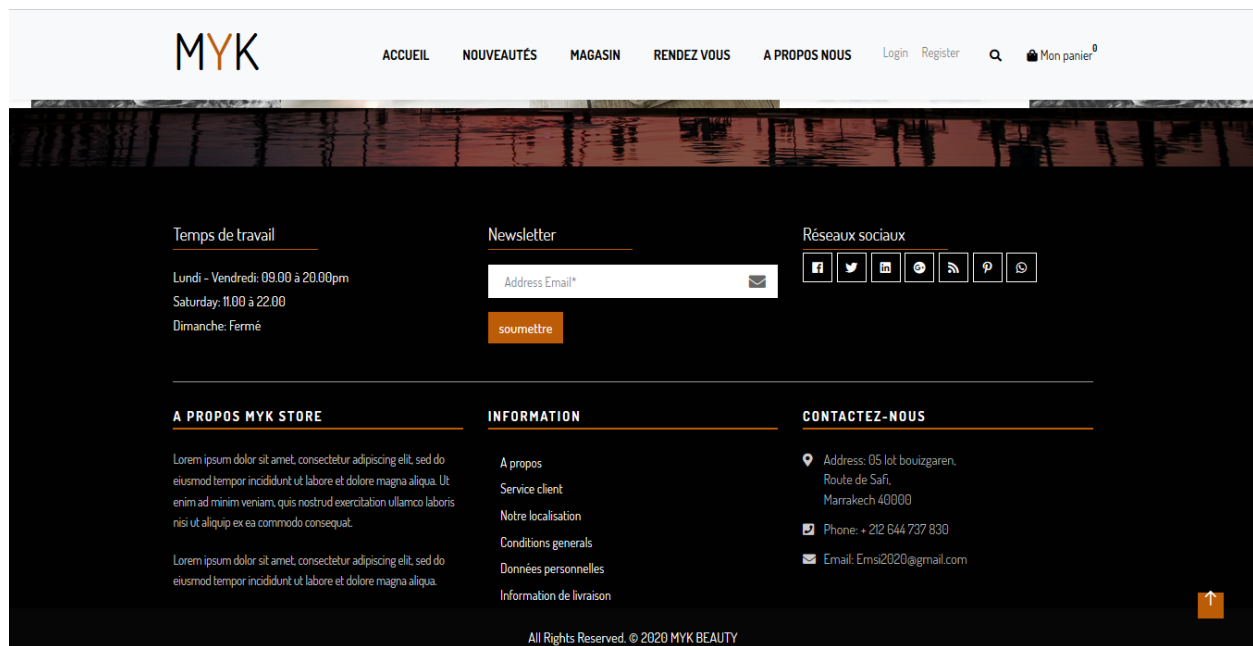 MYK
ACCUEIL NOUVEAUTÉS MAGASIN RENDEZ VOUS A PROPOS NOUS Login Register Mon panier 0
Temps de travail
Lundi - Vendredi: 09.00 à 20.00pm
Saturday: 11.00 à 22.00
Dimanche: Fermé
Newsletter
Address Email*
soumettre
Réseaux sociaux
A PROPOS MYK STORE
Lorem ipsum dolor sit amet, consectetur adipiscing elit, sed do
eiusmod tempor incididunt ut labore et dolore magna aliqua. Ut
enim ad minim veniam, quis nostrud exercitation ullamco laboris
nisi ut aliquip ex ea commodo consequat.
Lorem ipsum dolor sit amet, consectetur adipiscing elit, sed do
eiusmod tempor incididunt ut labore et dolore magna aliqua.
INFORMATION
A propos
Service client
Notre localisation
Conditions generals
Données personnelles
Information de livraison
CONTACTEZ-NOUS
Address: 05 lot bouizgaren,
Route de Safi,
Marrakech 40000
Phone: + 212 644 737 830
Email: Emsi2020@gmail.com
All Rights Reserved. © 2020 MYK BEAUTY